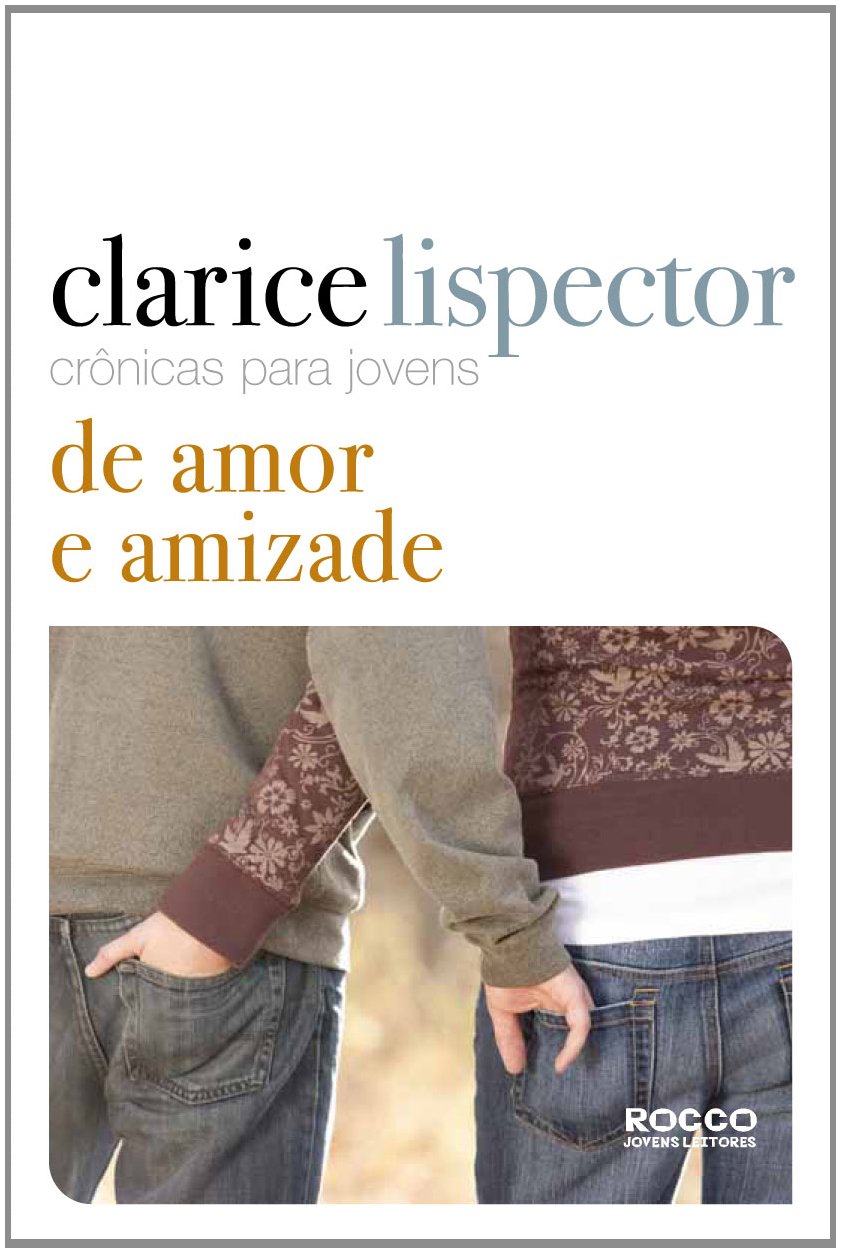 clarice lispector
crônicas para jovens
de amor
e amizade
ROCCO
JOVENS LEITORES